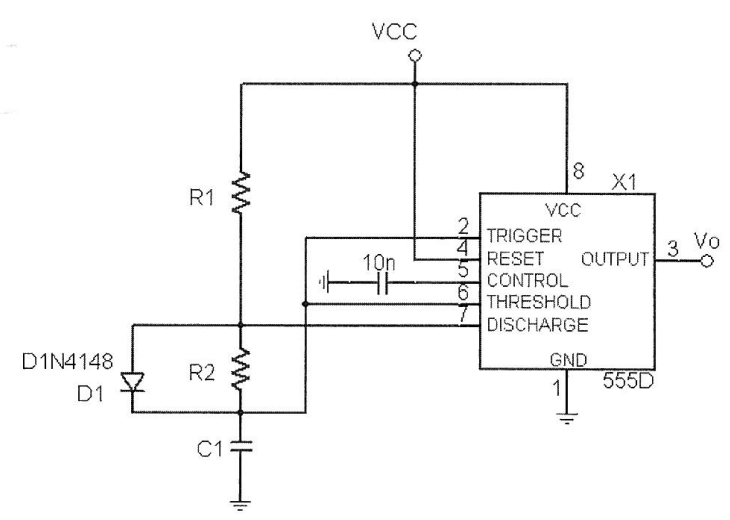 VCC
8
X1
R1
VCC
2
TRIGGER
4
RESET
OUTPUT
3
Vo
10n
5
CONTROL
6
THRESHOLD
7
DISCHARGE
D1N4148
D1
R2
GND
1
555D
C1